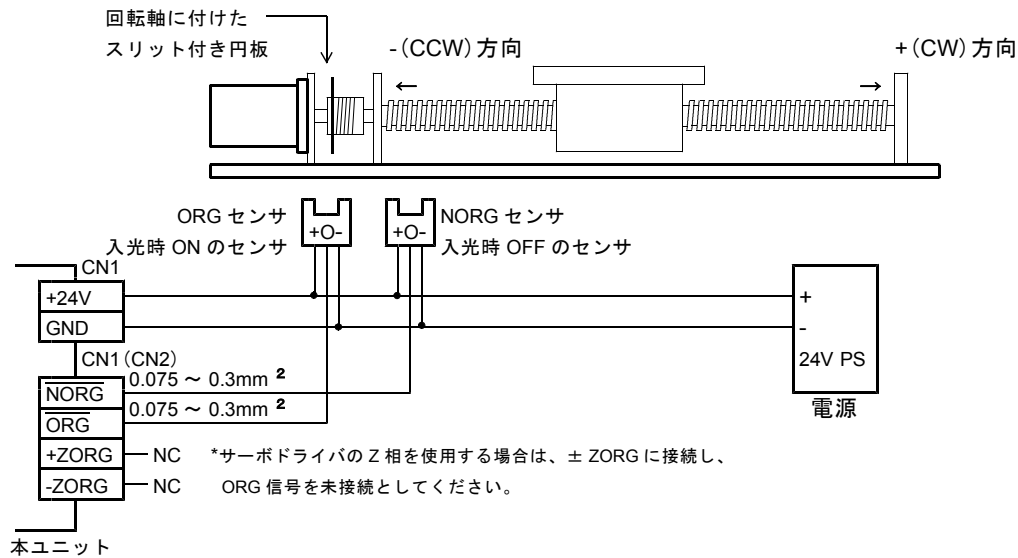 回転軸に付けた
スリット付き円板
-(CCW)方向
+(CW)方向
ORG センサ
入光時 ON のセンサ
+O-
+O-
NORG センサ
入光時 OFF のセンサ
CN1
+24V
GND
CN1(CN2)
NORG
0.075 ～ 0.3mm ²
ORG
0.075 ～ 0.3mm ²
+ZORG
NC
-ZORG
NC
*サーボドライバの Z 相を使用する場合は、± ZORG に接続し、
ORG 信号を未接続としてください。
+
-
24V PS
電源
本ユニット